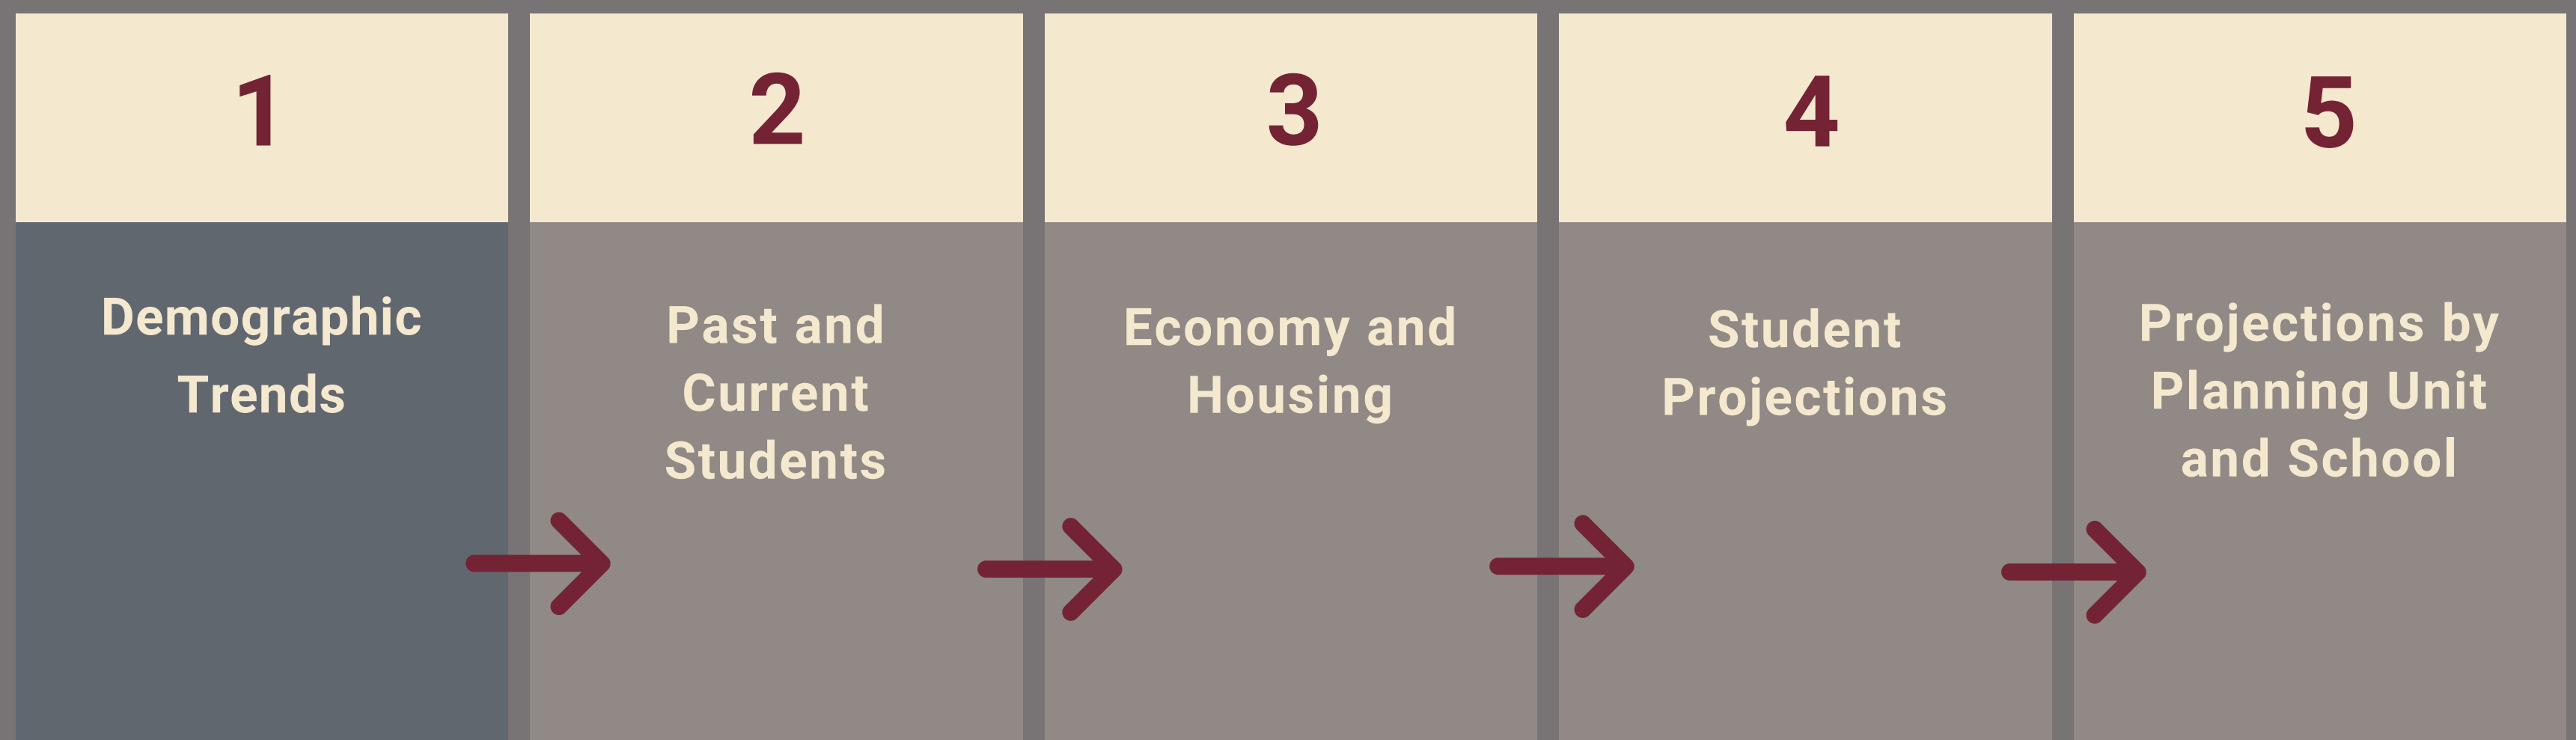 1
Demographic
Trends
2
Past and
Current
Students
3
Economy and
Housing
4
Student
Projections
5
Projections by
Planning Unit
and School